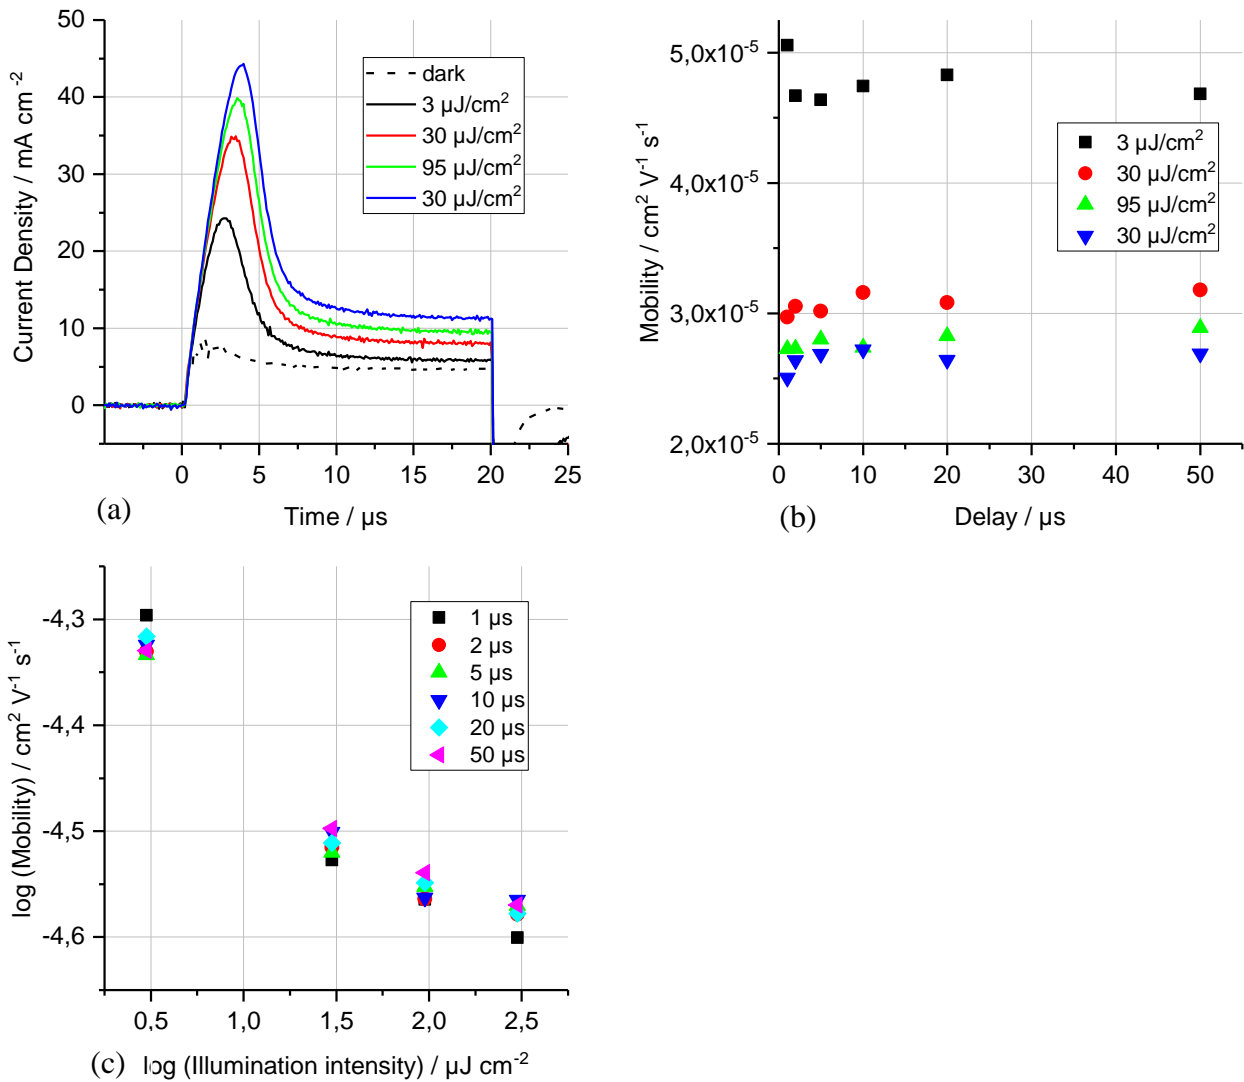 50
40
30
20
10
0
Current Density / mA cm⁻²
dark
3 µJ/cm²
30 µJ/cm²
95 µJ/cm²
30 µJ/cm²
0 5 10 15 20 25
(a) Time / µs
5,0x10⁻⁵
4,0x10⁻⁵
3,0x10⁻⁵
2,0x10⁻⁵
Mobility / cm² V⁻¹ s⁻¹
3 µJ/cm²
30 µJ/cm²
95 µJ/cm²
30 µJ/cm²
0 10 20 30 40 50
(b) Delay / µs
-4,3
-4,4
-4,5
-4,6
log (Mobility) / cm² V⁻¹ s⁻¹
1 µs
2 µs
5 µs
10 µs
20 µs
50 µs
0,5 1,0 1,5 2,0 2,5
(c) log (Illumination intensity) / µJ cm⁻²